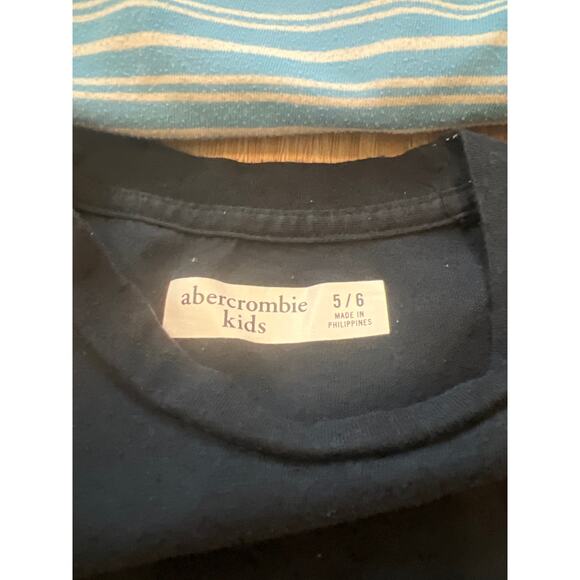 abercrombie
kids
5/6
MADE IN
PHILIPPINES